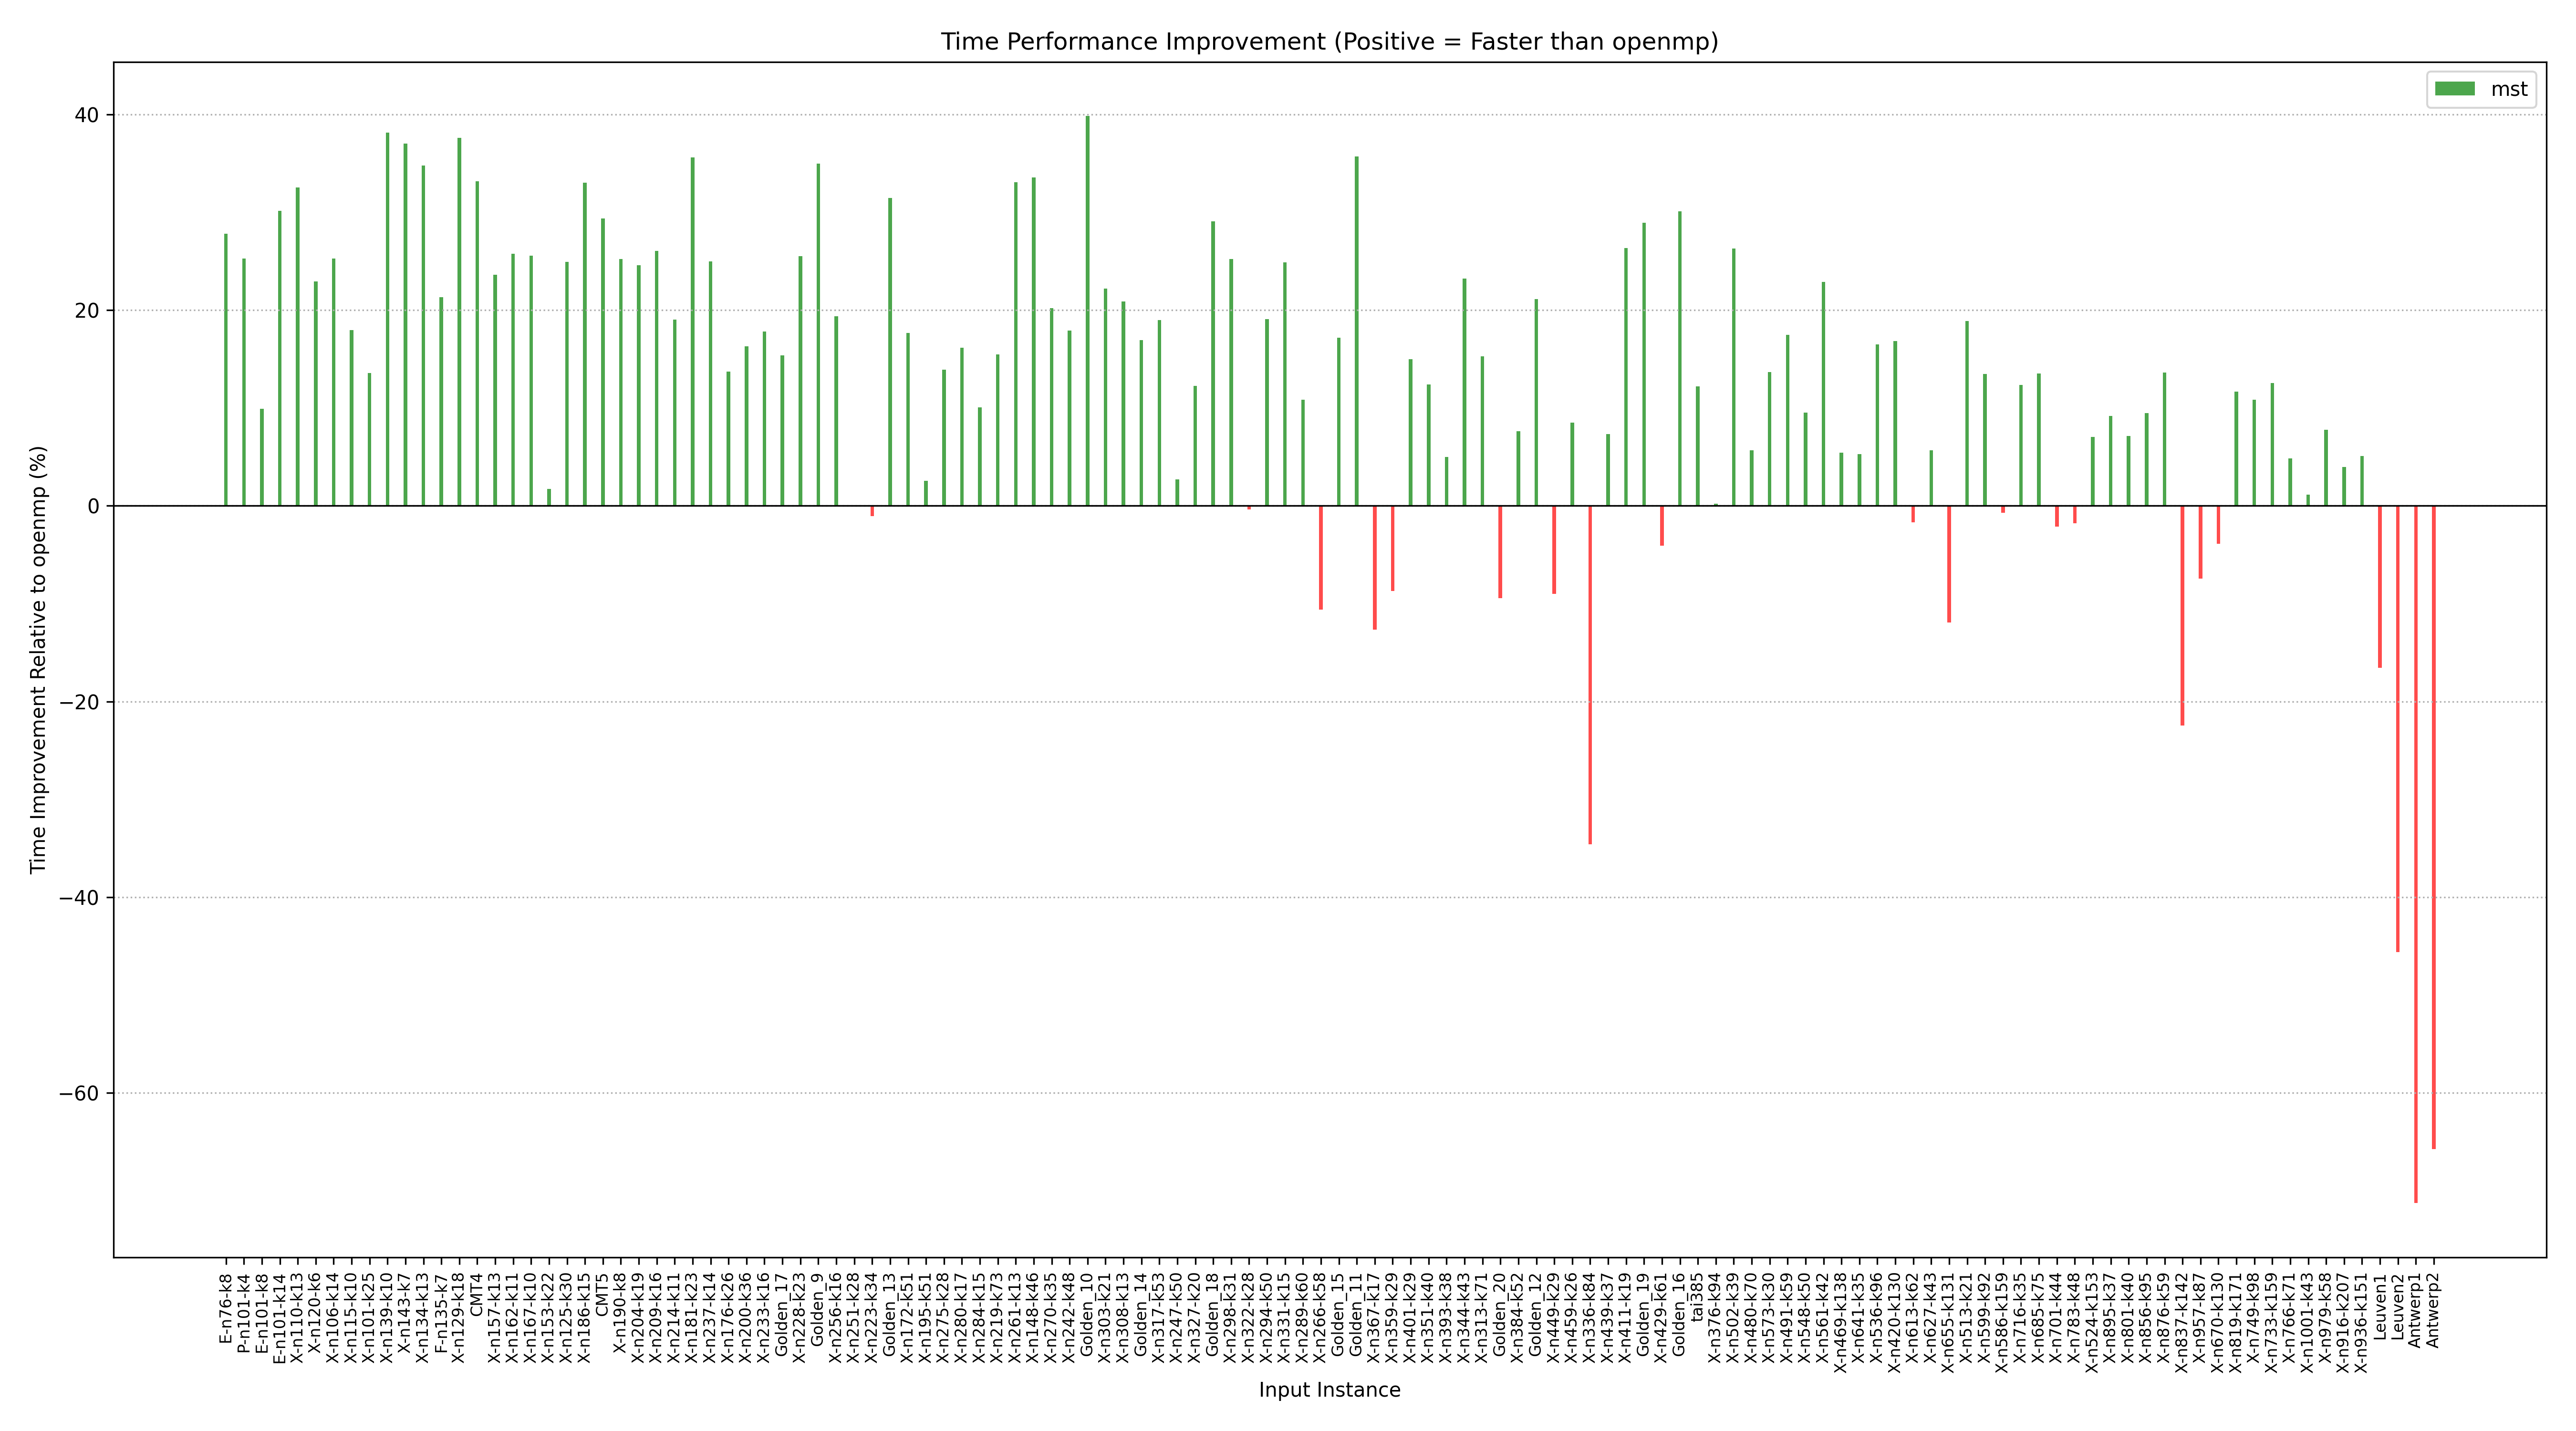 Time Performance Improvement (Positive = Faster than openmp)
mst
Time Improvement Relative to openmp (%)
40
20
0
−20
−40
−60
E-n76-k8
P-n101-k4
E-n101-k8
E-n101-k14
X-n110-k13
X-n120-k6
X-n106-k14
X-n115-k10
X-n101-k25
X-n139-k10
X-n143-k7
X-n134-k13
F-n135-k7
X-n129-k18
CMT4
X-n157-k13
X-n162-k11
X-n167-k10
X-n153-k22
X-n125-k30
CMT5
X-n186-k15
X-n190-k8
X-n204-k19
X-n209-k16
X-n214-k11
X-n181-k23
X-n237-k14
X-n176-k26
X-n200-k36
X-n233-k16
Golden_17
X-n228-k23
Golden_9
X-n256-k16
X-n251-k28
X-n223-k34
Golden_13
X-n172-k51
X-n195-k51
X-n275-k28
X-n280-k17
X-n284-k15
X-n219-k73
X-n261-k13
X-n148-k46
X-n270-k35
X-n242-k48
Golden_10
X-n303-k21
X-n308-k13
Golden_14
X-n317-k53
X-n247-k50
X-n327-k20
Golden_18
X-n298-k31
X-n322-k28
X-n294-k50
X-n331-k15
X-n289-k60
X-n266-k58
Golden_15
Golden_11
X-n367-k17
X-n359-k29
X-n401-k29
X-n351-k40
X-n393-k38
X-n344-k43
X-n313-k71
Golden_20
X-n384-k52
Golden_12
X-n449-k29
X-n459-k26
X-n336-k84
X-n439-k37
X-n411-k19
Golden_19
X-n429-k61
Golden_16
tai385
X-n376-k94
X-n502-k39
X-n480-k70
X-n573-k30
X-n491-k59
X-n548-k50
X-n561-k42
X-n469-k138
X-n641-k35
X-n536-k96
X-n420-k130
X-n613-k62
X-n627-k43
X-n655-k131
X-n513-k21
X-n599-k92
X-n586-k159
X-n716-k35
X-n685-k75
X-n701-k44
X-n783-k48
X-n524-k153
X-n895-k37
X-n801-k40
X-n856-k95
X-n876-k59
X-n837-k142
X-n957-k87
X-n670-k130
X-n819-k171
X-n749-k98
X-n733-k159
X-n766-k71
X-n1001-k43
X-n979-k58
X-n916-k207
X-n936-k151
Leuven1
Leuven2
Antwerp1
Antwerp2
Input Instance